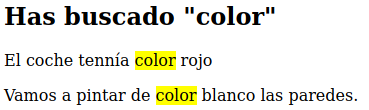 Has buscado "color"
El coche tennía color rojo
Vamos a pintar de color blanco las paredes.